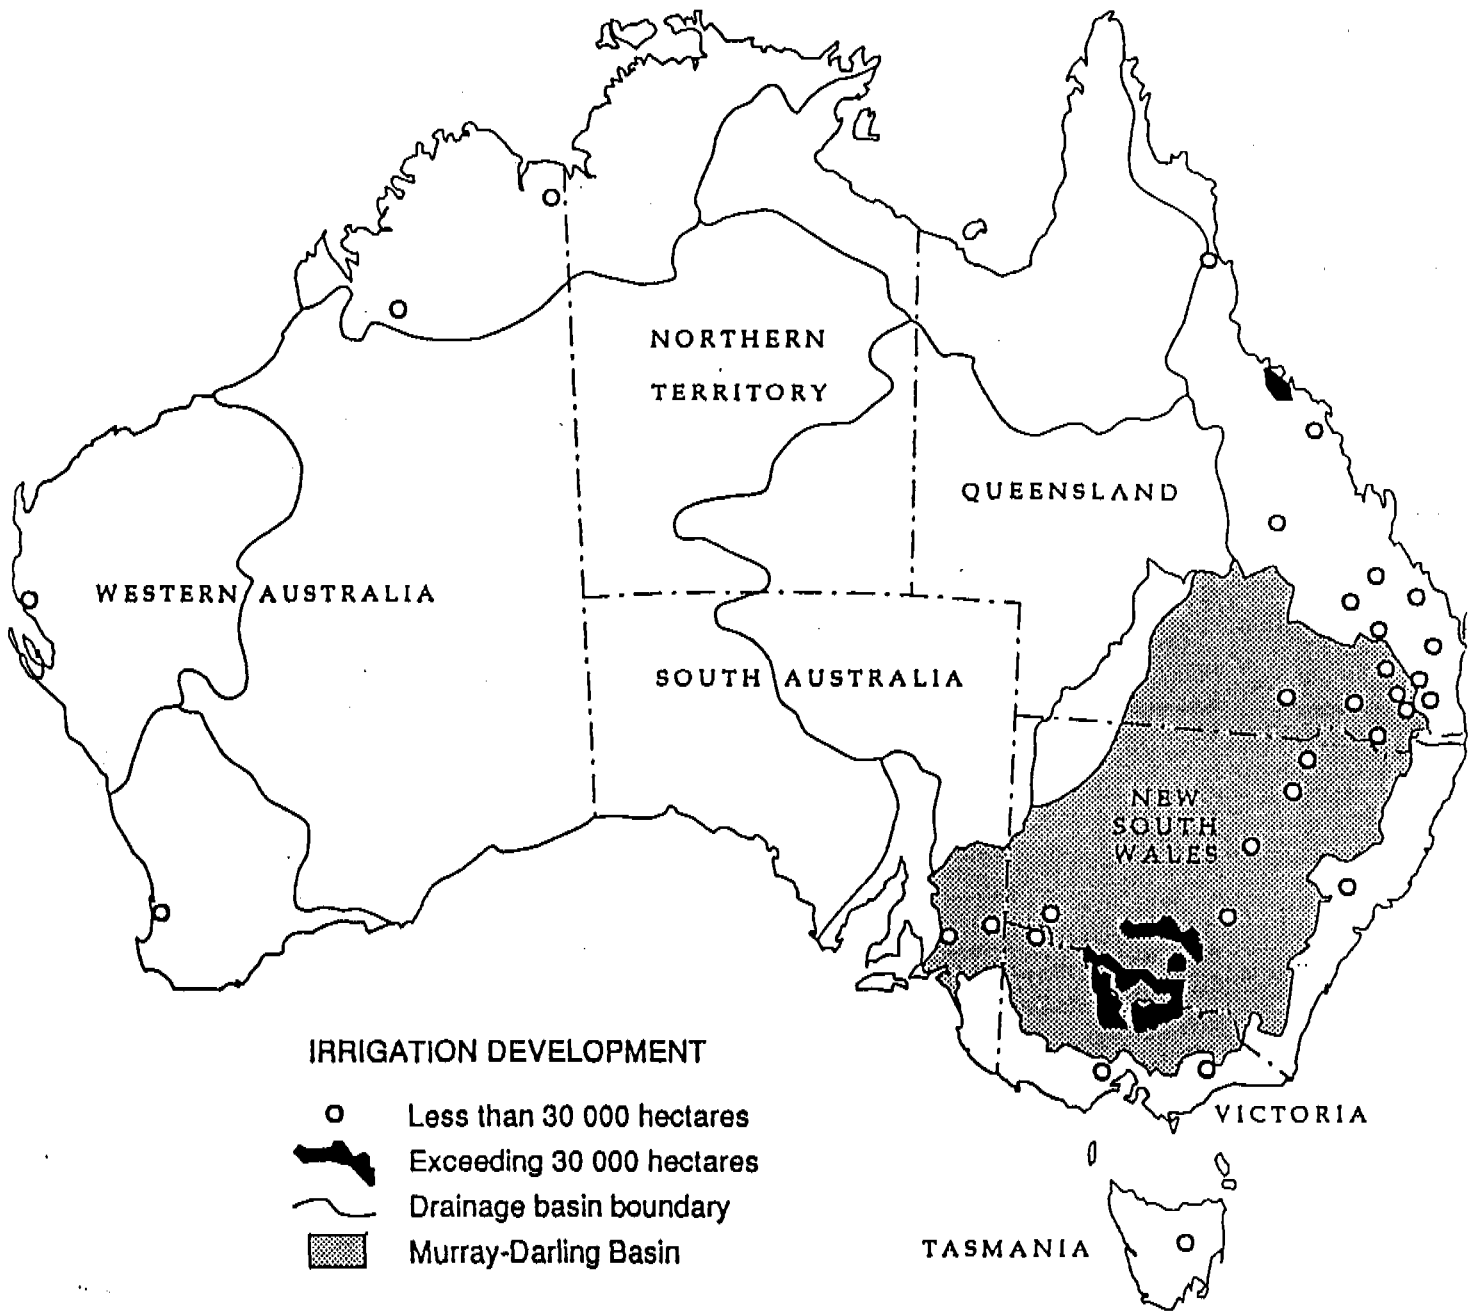 NORTHERN
TERRITORY
QUEENSLAND
WESTERN AUSTRALIA
SOUTH AUSTRALIA
NEW
SOUTH
WALES
IRRIGATION DEVELOPMENT
Less than 30 000 hectares
Exceeding 30 000 hectares
Drainage basin boundary
Murray-Darling Basin
VICTORIA
TASMANIA